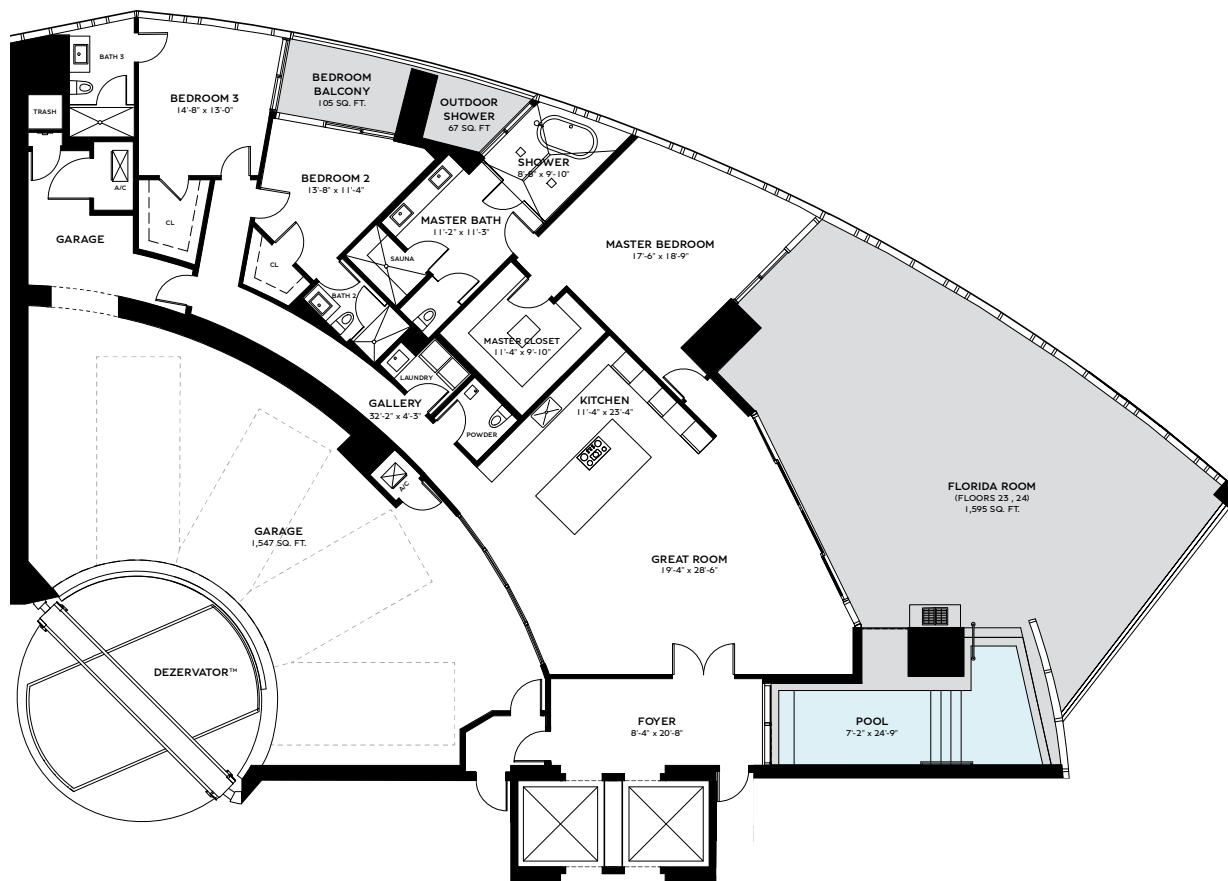 BATH 3
TRASH
A/C
BEDROOM 3
14'-8" x 13'-0"
CL
GARAGE
BEDROOM
BALCONY
105 SQ. FT.
OUTDOOR
SHOWER
67 SQ. FT
BEDROOM 2
13'-8" x 11'-4"
CL
BATH 2
SHOWER
8'-8" x 9'-10"
MASTER BATH
11'-2" x 11'-3"
SAUNA
MASTER BEDROOM
17'-6" x 18'-9"
MASTER CLOSET
11'-4" x 9'-10"
LAUNDRY
GALLERY
32'-2" x 4'-3"
POWDER
KITCHEN
11'-4" x 23'-4"
A/C
FLORIDA ROOM
(FLOORS 23 , 24)
1,595 SQ. FT.
GARAGE
1,547 SQ. FT.
GREAT ROOM
19'-4" x 28'-6"
DEZERVATOR™
FOYER
8'-4" x 20'-8"
POOL
7'-2" x 24'-9"